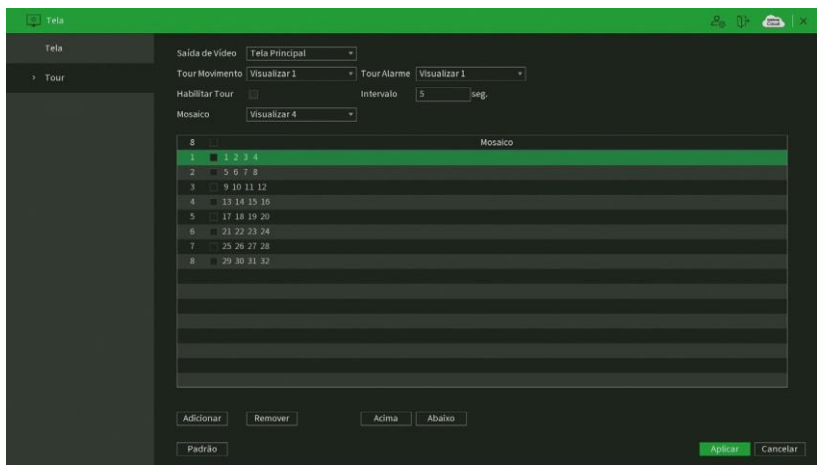 Tela
Tela
Tour
Saída de Vídeo Tela Principal
Tour Movimento Visualizar 1 Tour Alarme Visualizar 1
Habilitar Tour Intervalo 5 seg.
Mosaico Visualizar 4
8 Mosaico
1 1 2 3 4
2 5 6 7 8
3 9 10 11 12
4 13 14 15 16
5 17 18 19 20
6 21 22 23 24
7 25 26 27 28
8 29 30 31 32
Adicionar Remover Acima Abaixo
Padrão Aplicar Cancelar